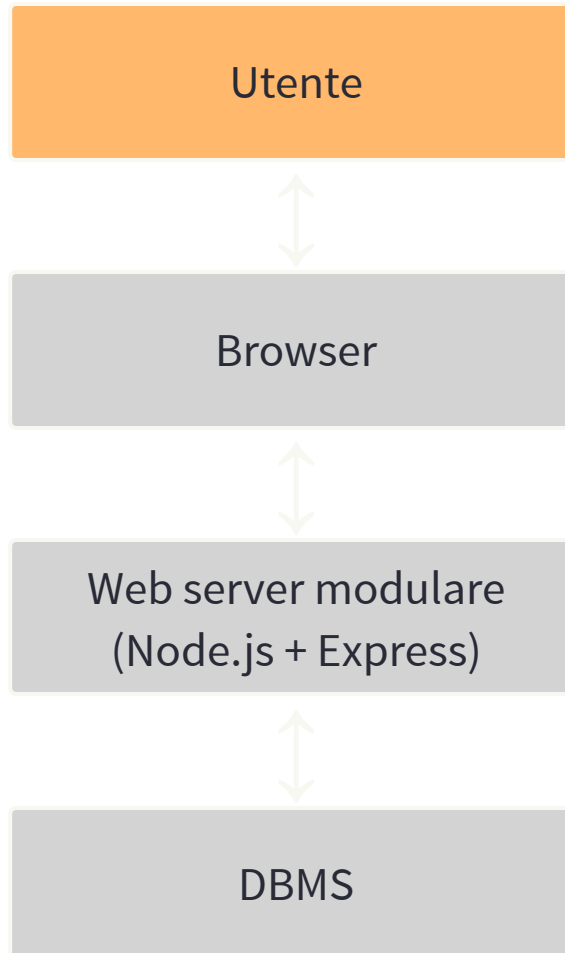 Utente
Browser
Web server modulare
(Node.js + Express)
DBMS